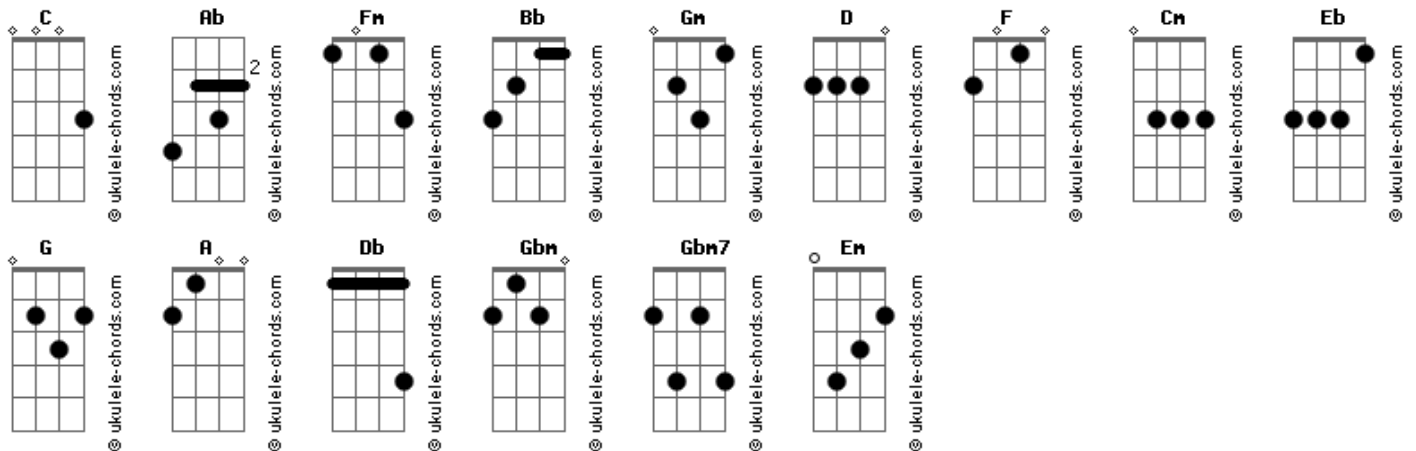 C Ab Fm Bb Gm D F Cm Eb
2
© ukulele-chords.com © ukulele-chords.com © ukulele-chords.com © ukulele-chords.com © ukulele-chords.com © ukulele-chords.com © ukulele-chords.com © ukulele-chords.com © ukulele-chords.com
G A Db Gbm Gbm7 Em
© ukulele-chords.com © ukulele-chords.com © ukulele-chords.com © ukulele-chords.com © ukulele-chords.com © ukulele-chords.com